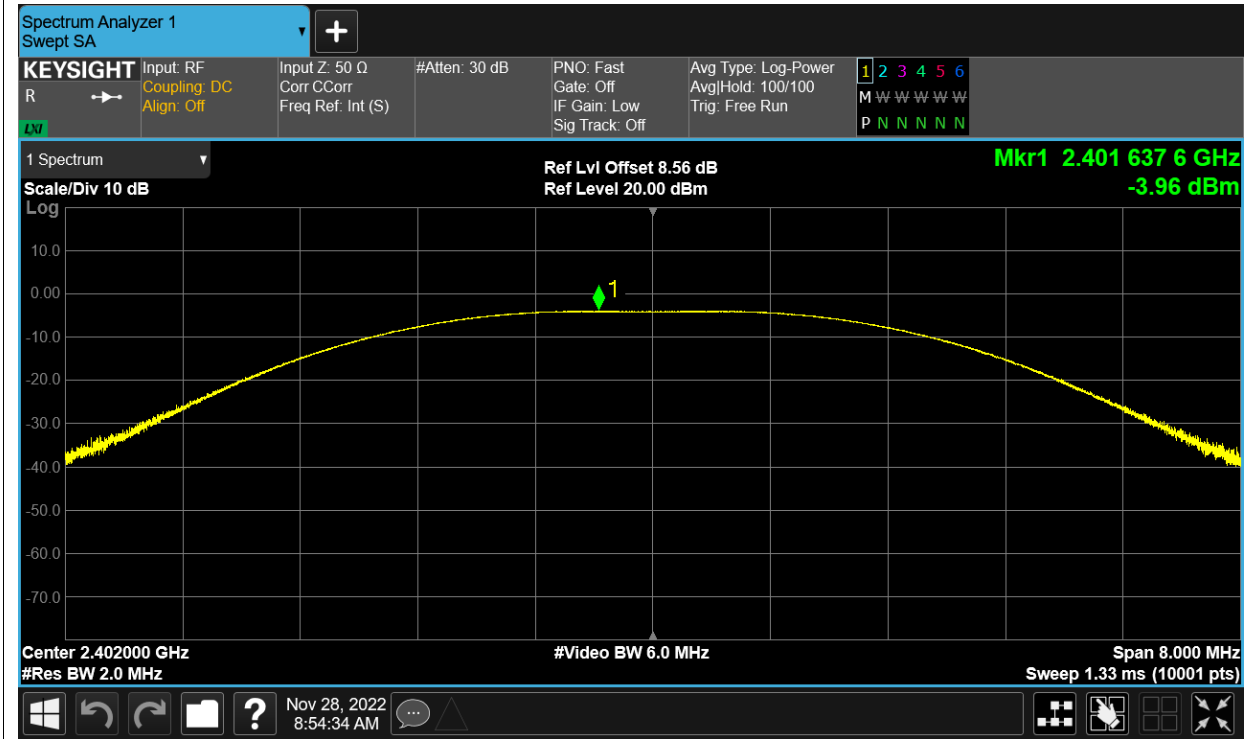 Spectrum Analyzer 1
Swept SA
+
KEYSIGHT
R
LXI
Input: RF
Coupling: DC
Align: Off
Input Z: 50 Ω
Corr CCorr
Freq Ref: Int (S)
#Atten: 30 dB
PNO: Fast
Gate: Off
IF Gain: Low
Sig Track: Off
Avg Type: Log-Power
Avg|Hold: 100/100
Trig: Free Run
1 2 3 4 5 6
M W W W W W
P N N N N N
1 Spectrum
Scale/Div 10 dB
Log
Ref Lvl Offset 8.56 dB
Ref Level 20.00 dBm
Mkr1 2.401 637 6 GHz
-3.96 dBm
10.0
0.00
-10.0
-20.0
-30.0
-40.0
-50.0
-60.0
-70.0
1
Center 2.402000 GHz
#Res BW 2.0 MHz
#Video BW 6.0 MHz
Span 8.000 MHz
Sweep 1.33 ms (10001 pts)
?
Nov 28, 2022
8:54:34 AM